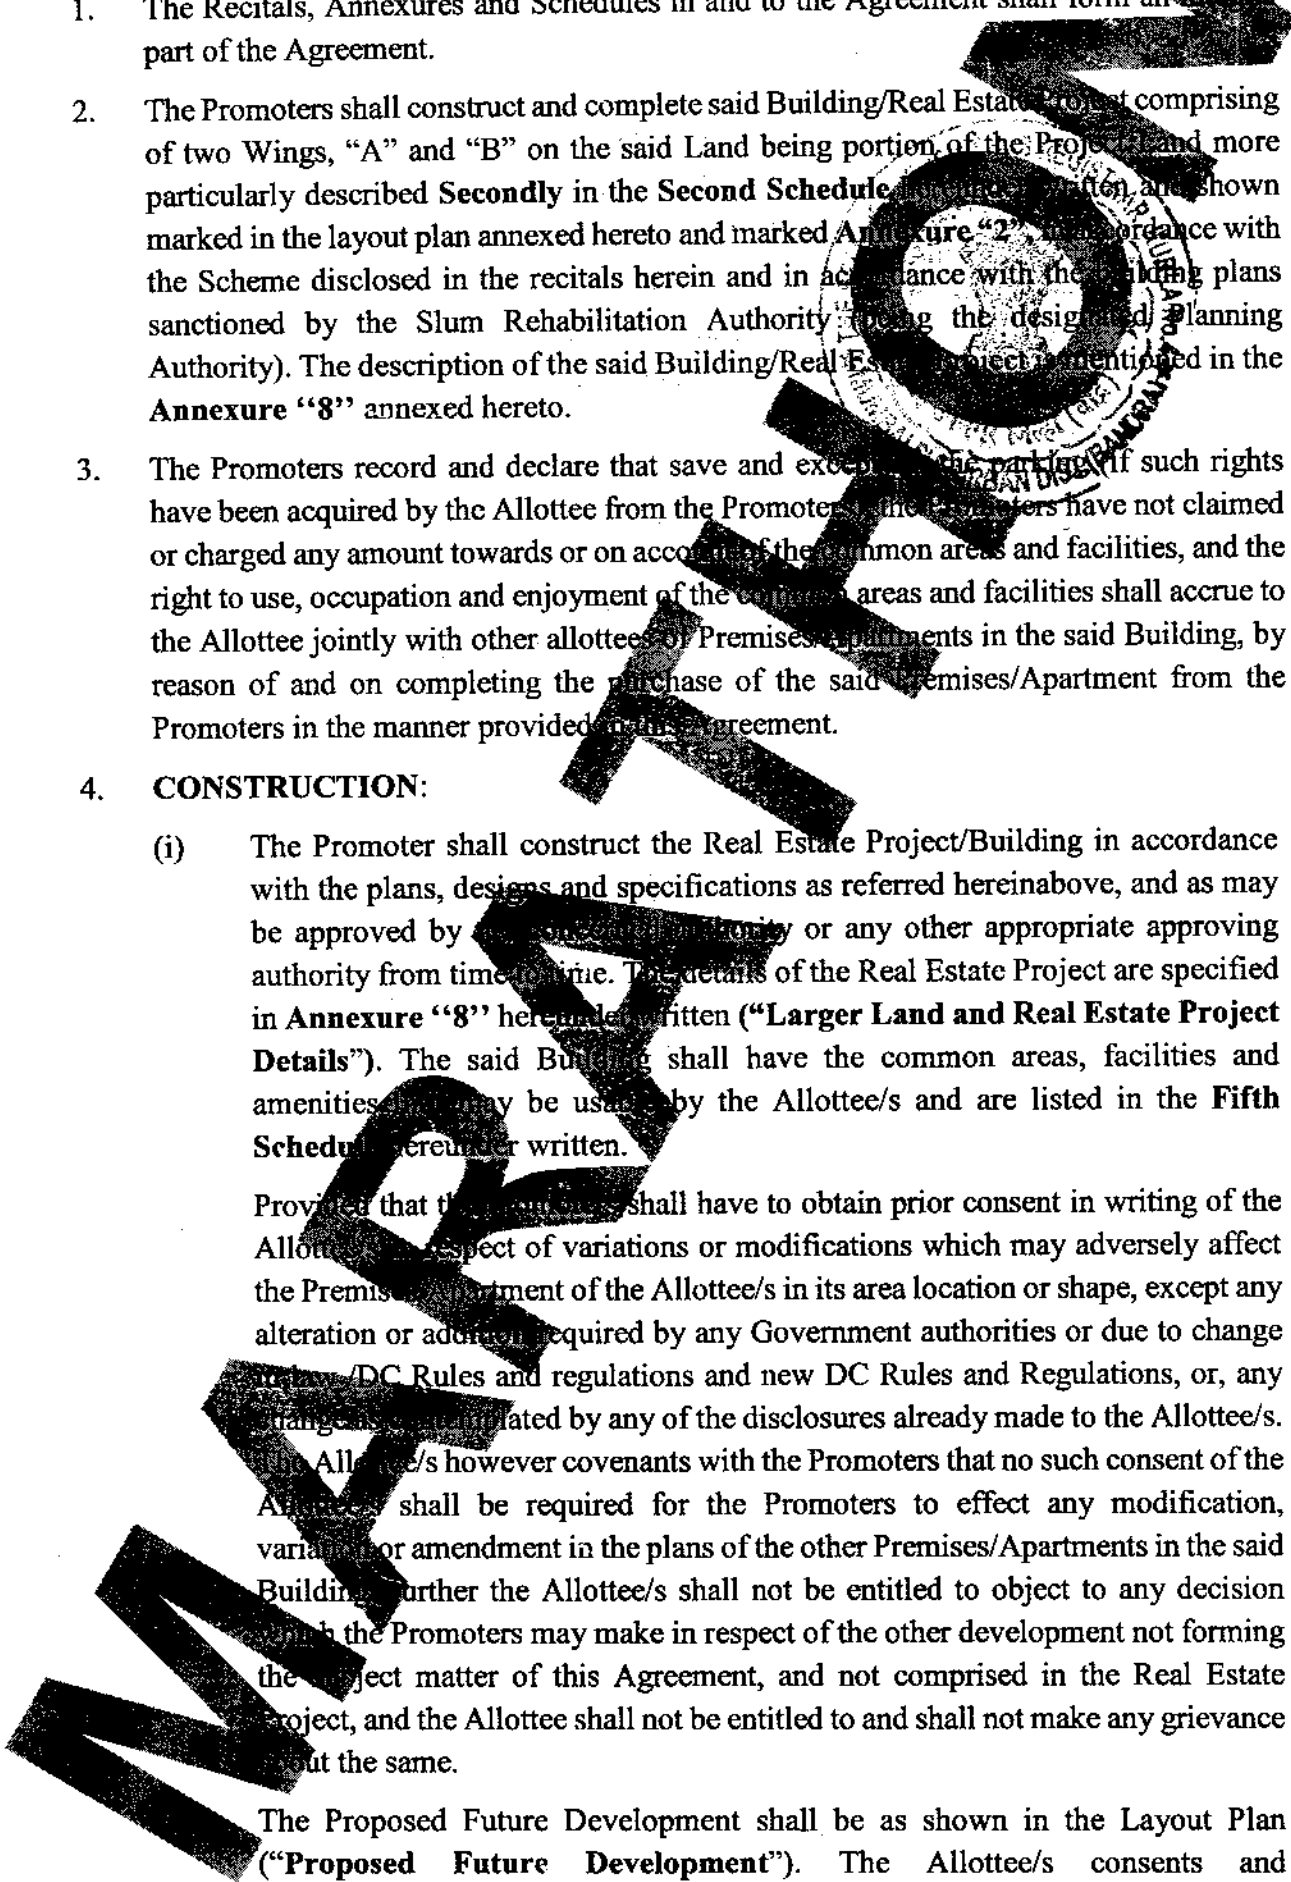 1. The Recitals, Annexures and Schedules in and to the Agreement shall form an
part of the Agreement.
2. The Promoters shall construct and complete said Building/Real Estate Project comprising
of two Wings, “A” and “B” on the said Land being portion of the Project Land more
particularly described Secondly in the Second Schedule written and shown
marked in the layout plan annexed hereto and marked Annexure “2”, in accordance with
the Scheme disclosed in the recitals herein and in accordance with the building plans
sanctioned by the Slum Rehabilitation Authority (being the designated Planning
Authority). The description of the said Building/Real Estate Project is mentioned in the
Annexure “8” annexed hereto.
3. The Promoters record and declare that save and except the parking (if such rights
have been acquired by the Allottee from the Promoters) the Promoters have not claimed
or charged any amount towards or on account of the common areas and facilities, and the
right to use, occupation and enjoyment of the common areas and facilities shall accrue to
the Allottee jointly with other allottees of Premises/Apartments in the said Building, by
reason of and on completing the purchase of the said Premises/Apartment from the
Promoters in the manner provided in this Agreement.
4. CONSTRUCTION:
(i) The Promoter shall construct the Real Estate Project/Building in accordance
with the plans, designs and specifications as referred hereinabove, and as may
be approved by authority or any other appropriate approving
authority from time to time. The details of the Real Estate Project are specified
in Annexure “8” hereunder written (“Larger Land and Real Estate Project
Details”). The said Building shall have the common areas, facilities and
amenities may be usable by the Allottee/s and are listed in the Fifth
Schedule hereunder written.
Provided that the shall have to obtain prior consent in writing of the
Allottee/s respect of variations or modifications which may adversely affect
the Premises/Apartment of the Allottee/s in its area location or shape, except any
alteration or addition required by any Government authorities or due to change
in law /DC Rules and regulations and new DC Rules and Regulations, or, any
change contemplated by any of the disclosures already made to the Allottee/s.
The Allottee/s however covenants with the Promoters that no such consent of the
Allottee/s shall be required for the Promoters to effect any modification,
variation or amendment in the plans of the other Premises/Apartments in the said
Building. Further the Allottee/s shall not be entitled to object to any decision
which the Promoters may make in respect of the other development not forming
the subject matter of this Agreement, and not comprised in the Real Estate
Project, and the Allottee shall not be entitled to and shall not make any grievance
about the same.
The Proposed Future Development shall be as shown in the Layout Plan
(“Proposed Future Development”). The Allottee/s consents and
MARATHON